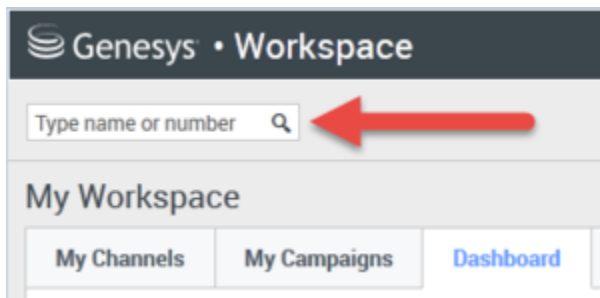 Genesys • Workspace
Type name or number
My Workspace
My Channels My Campaigns Dashboard